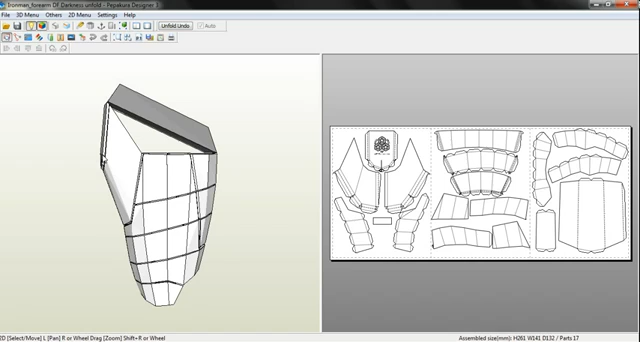 Ironman_forearm DF Darkness unfold - Pepakura Designer 3
File 3D Menu Others 2D Menu Settings Help
Unfold Undo Auto
2D [Select/Move] L [Pan] R or Wheel Drag [Zoom] Shift+R or Wheel Assembled size(mm): H261 W141 D132 / Parts 17